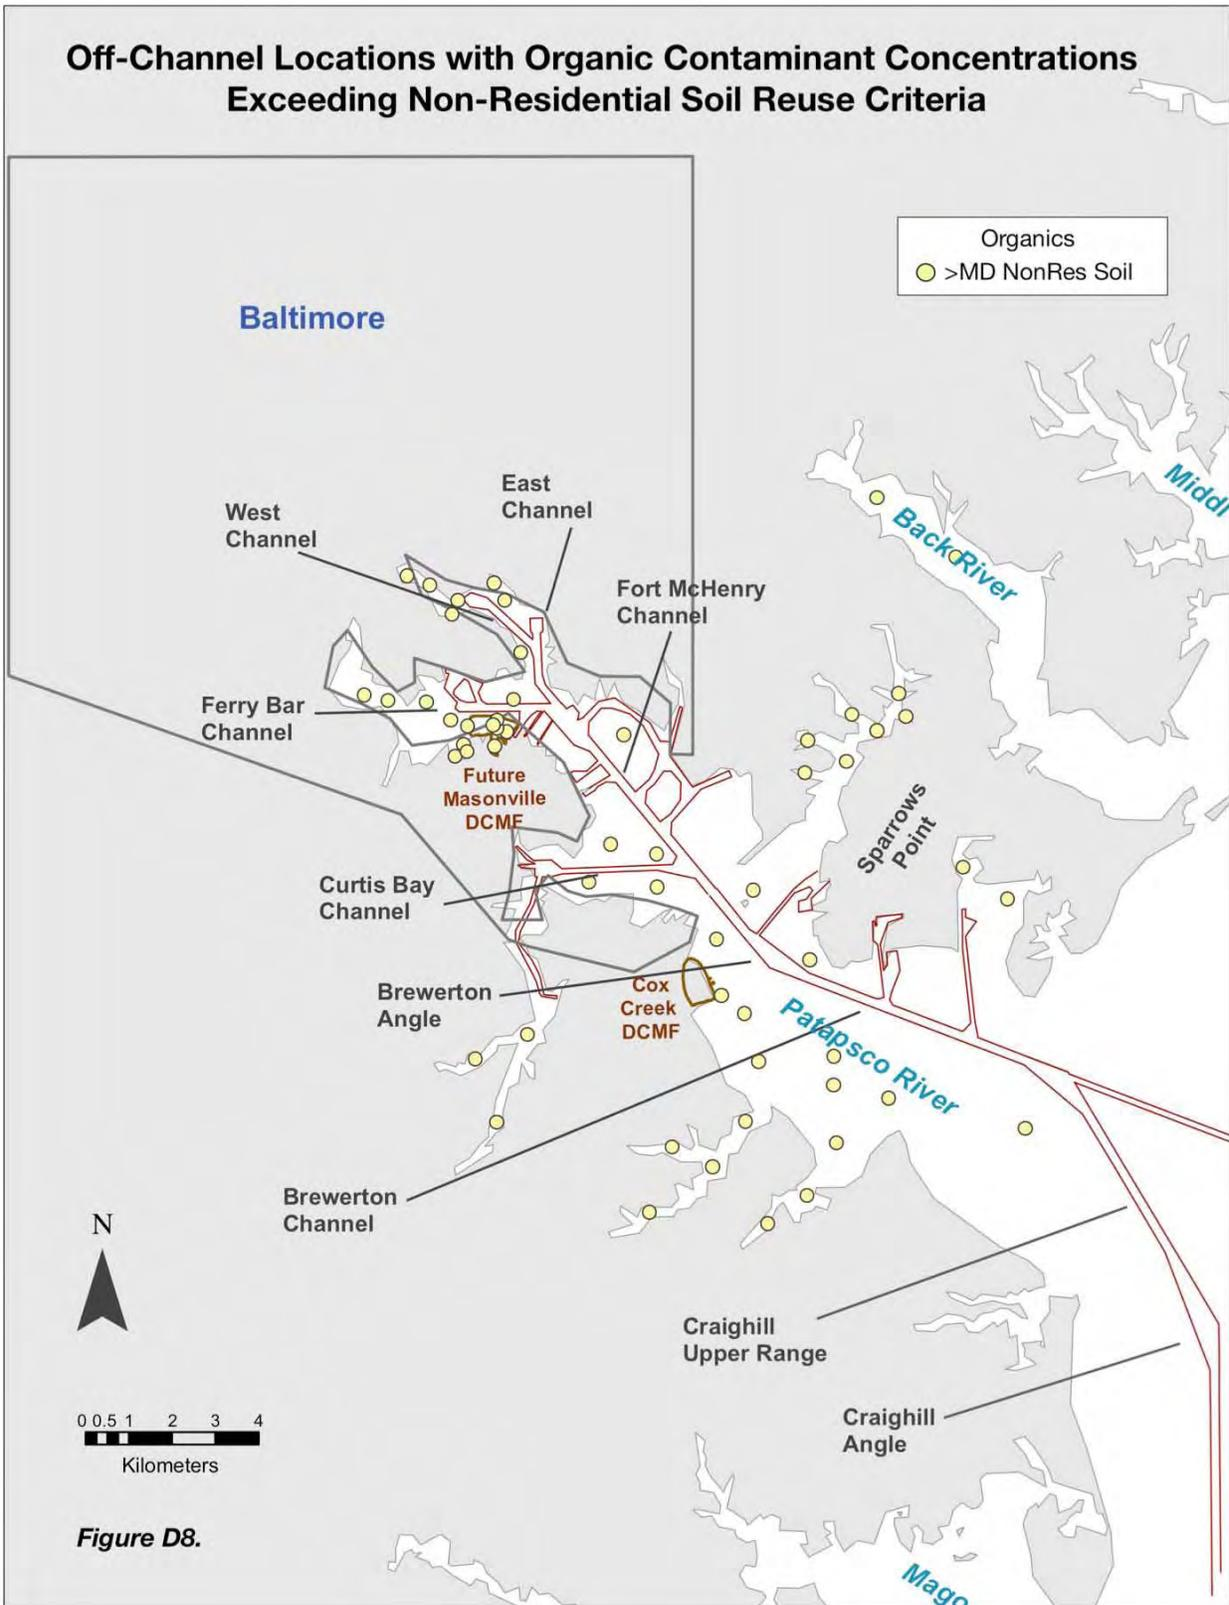 Off-Channel Locations with Organic Contaminant Concentrations
Exceeding Non-Residential Soil Reuse Criteria
Organics
>MD NonRes Soil
Baltimore
Middl
Back River
East
Channel
West
Channel
Fort McHenry
Channel
Ferry Bar
Channel
Future
Masonville
DCMF
Sparrows
Point
Curtis Bay
Channel
Brewerton
Angle
Cox
Creek
DCMF
Patapsco River
Brewerton
Channel
N
Craighill
Upper Range
Craighill
Angle
0 0.5 1 2 3 4
Kilometers
Figure D8.
Mago